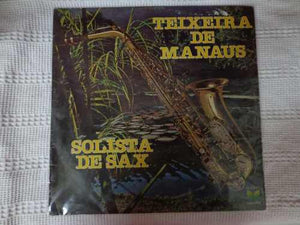 TEIXEIRA
DE
MANAUS
SOLISTA
DE SAX